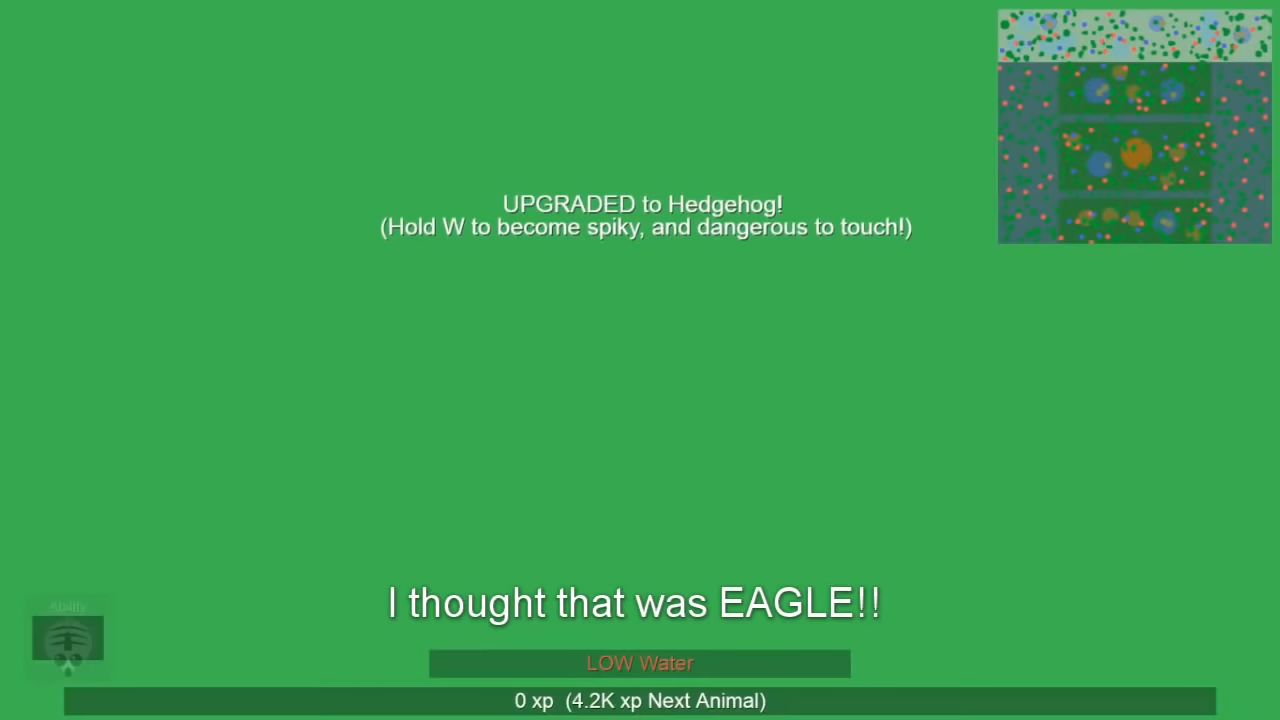 UPGRADED to Hedgehog!
(Hold W to become spiky, and dangerous to touch!)
Ability
I thought that was EAGLE!!
LOW Water
0 xp (4.2K xp Next Animal)